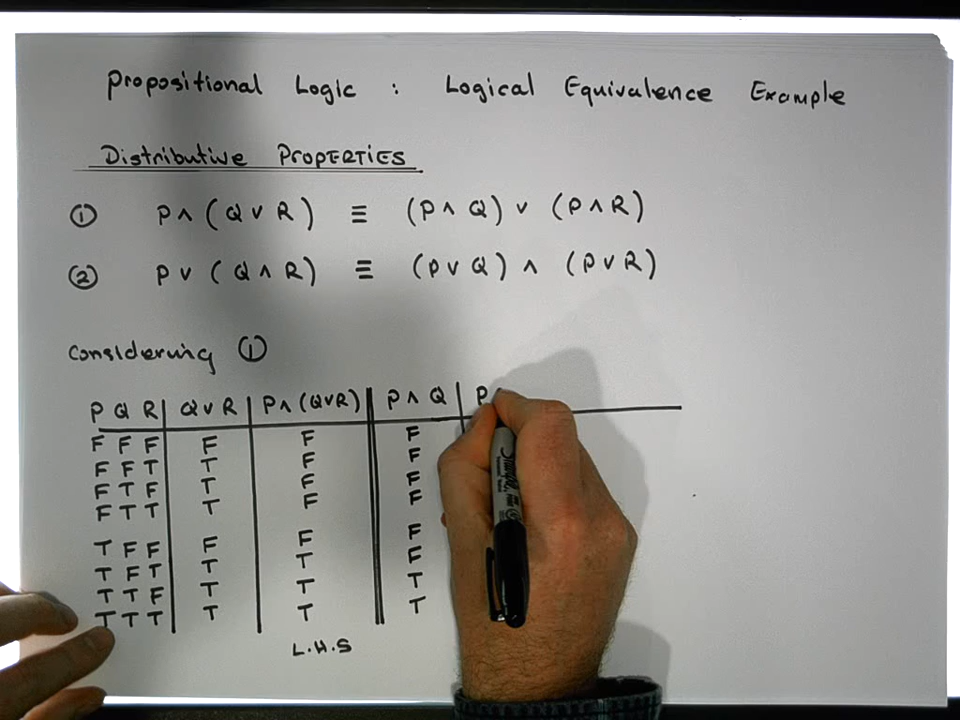 Propositional Logic : Logical Equivalence Example
Distributive Properties
① P ∧ ( Q ∨ R ) ≡ ( P ∧ Q ) ∨ ( P ∧ R )
② P ∨ ( Q ∧ R ) ≡ ( P ∨ Q ) ∧ ( P ∨ R )
Considering ①
P Q R | Q ∨ R | P ∧ (Q ∨ R) || P ∧ Q | P
F F F | F | F || F
F F T | T | F || F
F T F | T | F || F
F T T | T | F || F
T F F | F | F || F
T F T | T | T || F
T T F | T | T || T
T T T | T | T || T
L.H.S